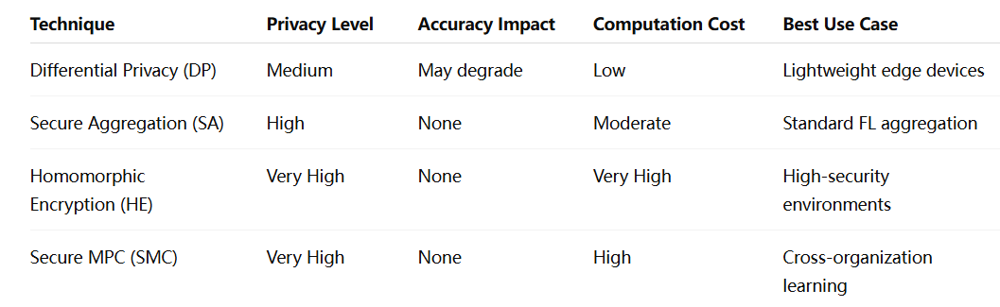 Technique Privacy Level Accuracy Impact Computation Cost Best Use Case
Differential Privacy (DP) Medium May degrade Low Lightweight edge devices
Secure Aggregation (SA) High None Moderate Standard FL aggregation
Homomorphic Very High None Very High High-security
Encryption (HE) environments
Secure MPC (SMC) Very High None High Cross-organization
learning